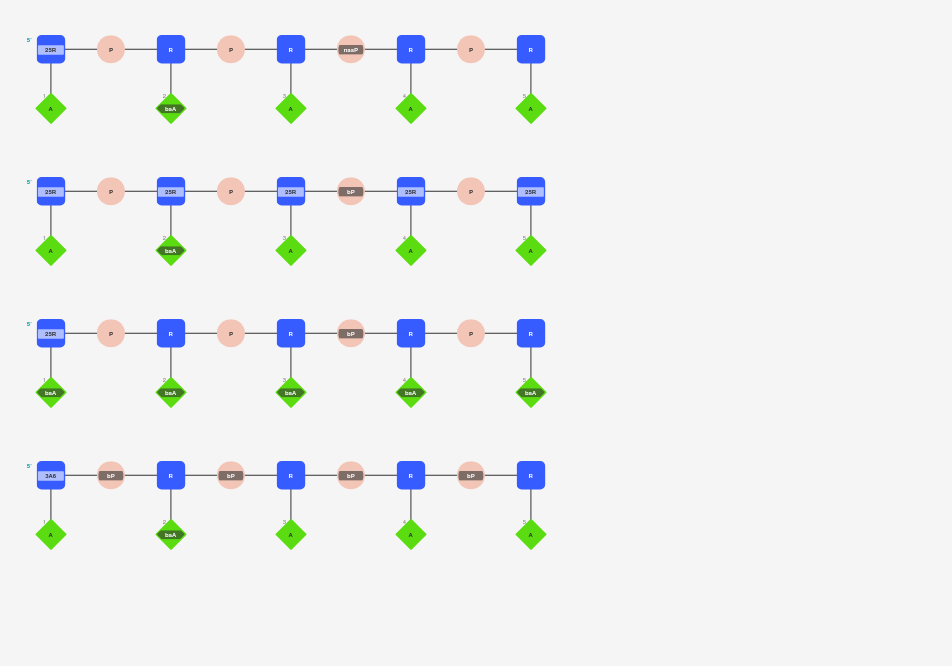 5' 25R P R P R nasP R P R
1 A 2 baA 3 A 4 A 5 A
5' 25R P 25R P 25R bP 25R P 25R
1 A 2 baA 3 A 4 A 5 A
5' 25R P R P R bP R P R
1 baA 2 baA 3 baA 4 baA 5 baA
5' 3A6 bP R bP R bP R bP R
1 A 2 baA 3 A 4 A 5 A